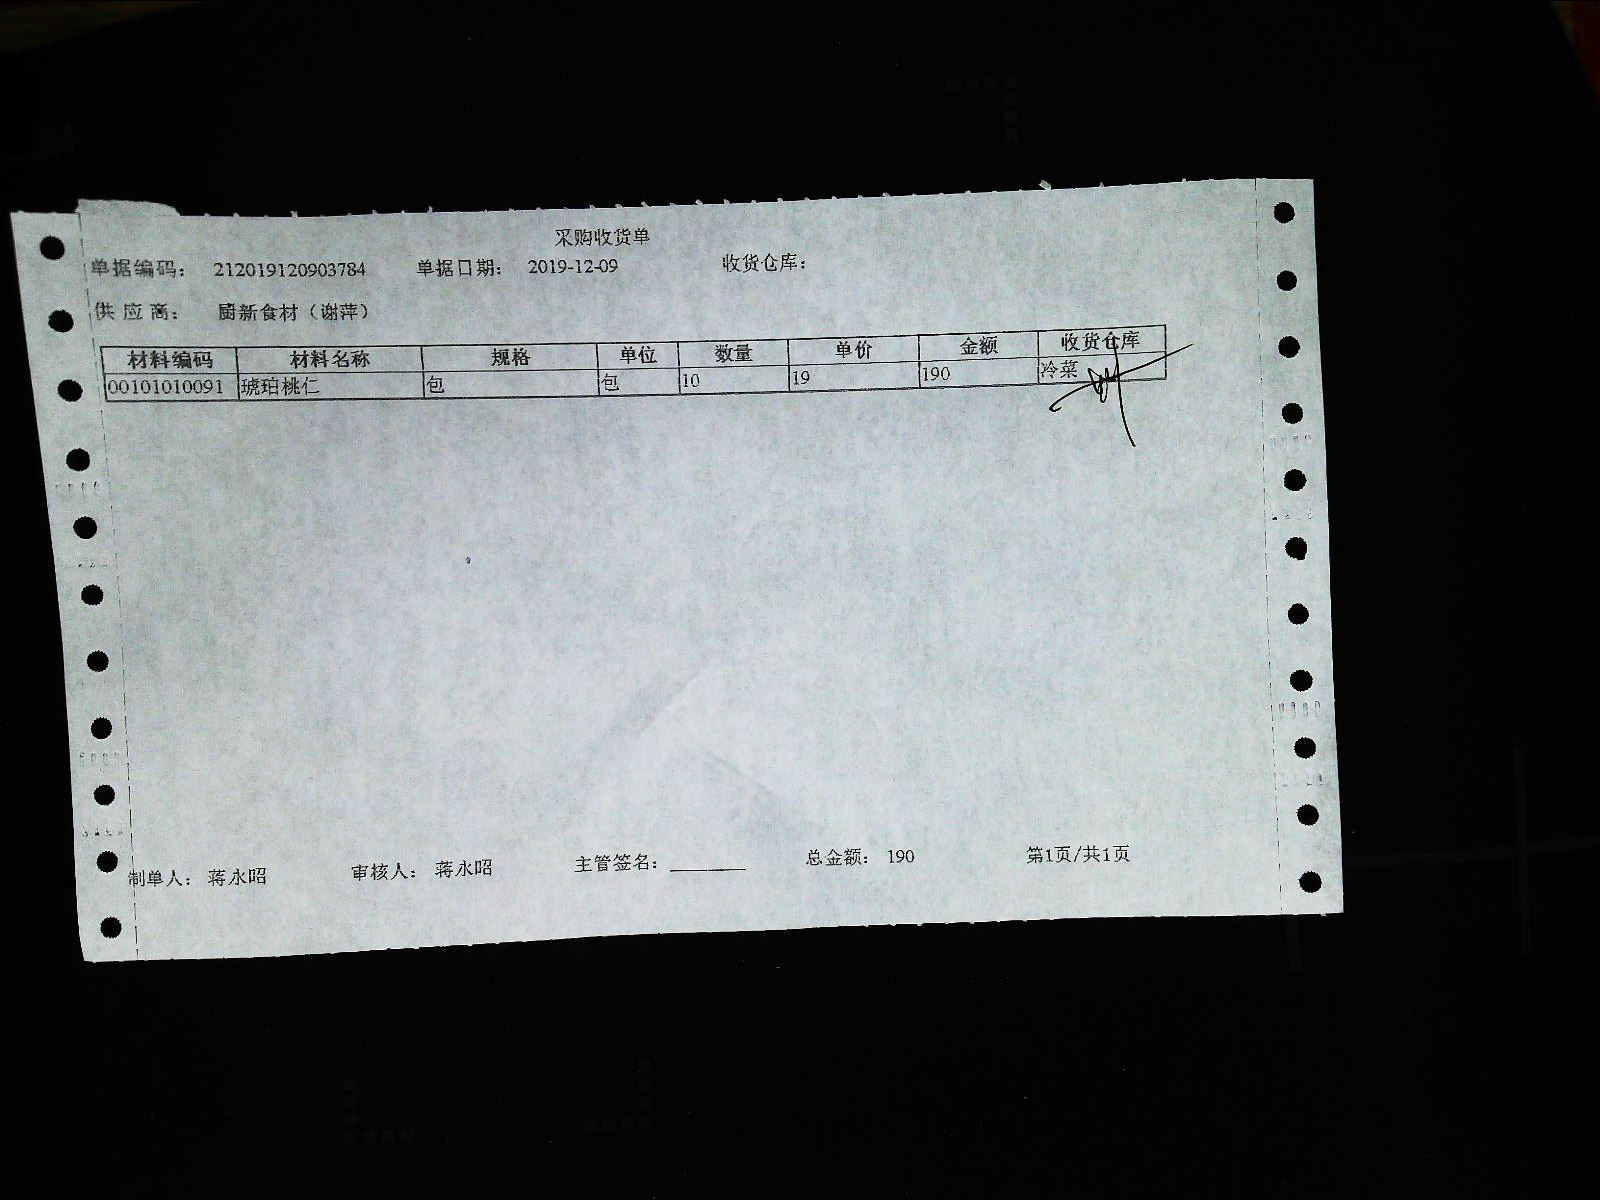 采购收货单
单据编码： 212019120903784 单据日期： 2019-12-09 收货仓库：
供应商： 厨新食材（谢萍）
材料编码 材料名称 规格 单位 数量 单价 金额 收货仓库
00101010091 琥珀桃仁 包 包 10 19 190 冷菜
制单人： 蒋永昭 审核人： 蒋永昭 主管签名： 总金额： 190 第1页/共1页